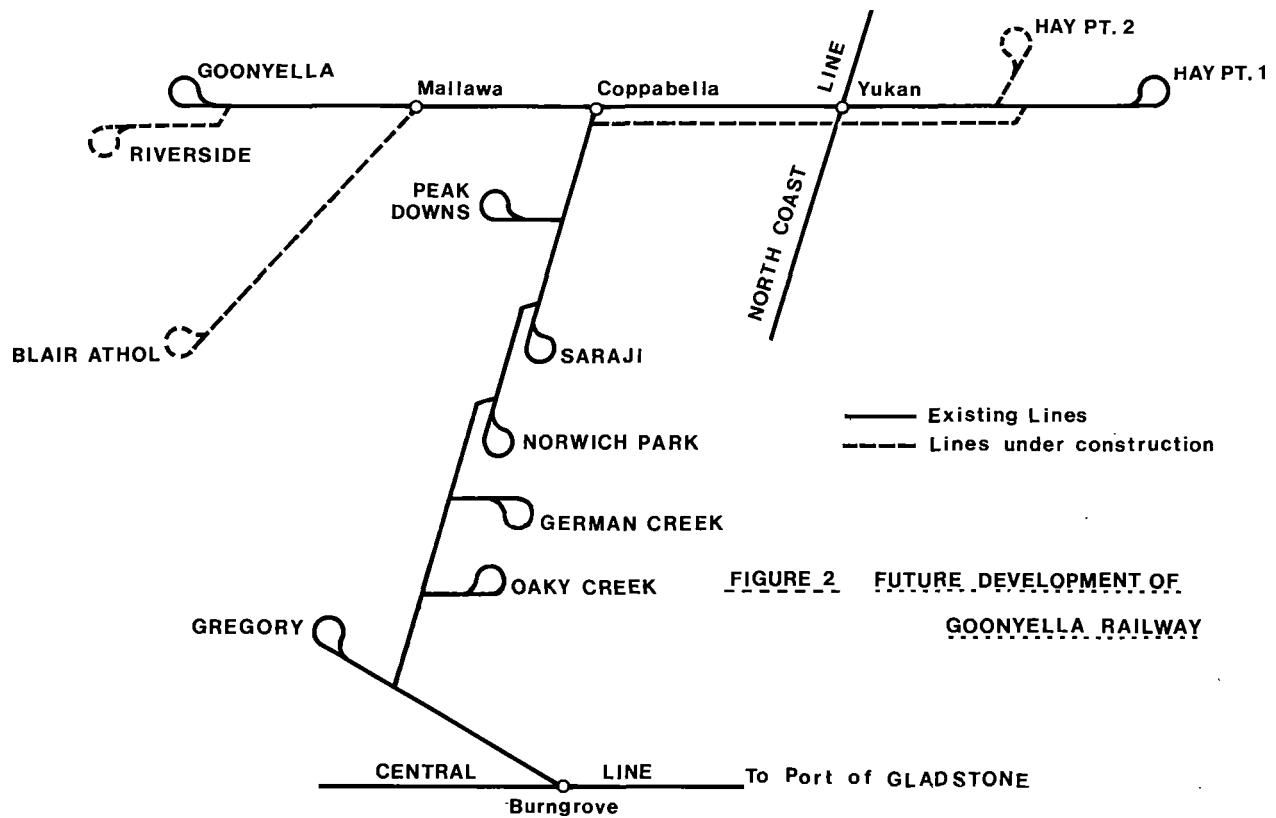 HAY PT. 2
GOONYELLA
Mallawa
Coppabella
LINE
Yukan
HAY PT. 1
RIVERSIDE
PEAK
DOWNS
NORTH COAST
BLAIR ATHOL
SARAJI
Existing Lines
Lines under construction
NORWICH PARK
GERMAN CREEK
OAKY CREEK
FIGURE 2 FUTURE DEVELOPMENT OF
GOONYELLA RAILWAY
GREGORY
CENTRAL LINE To Port of GLADSTONE
Burngrove